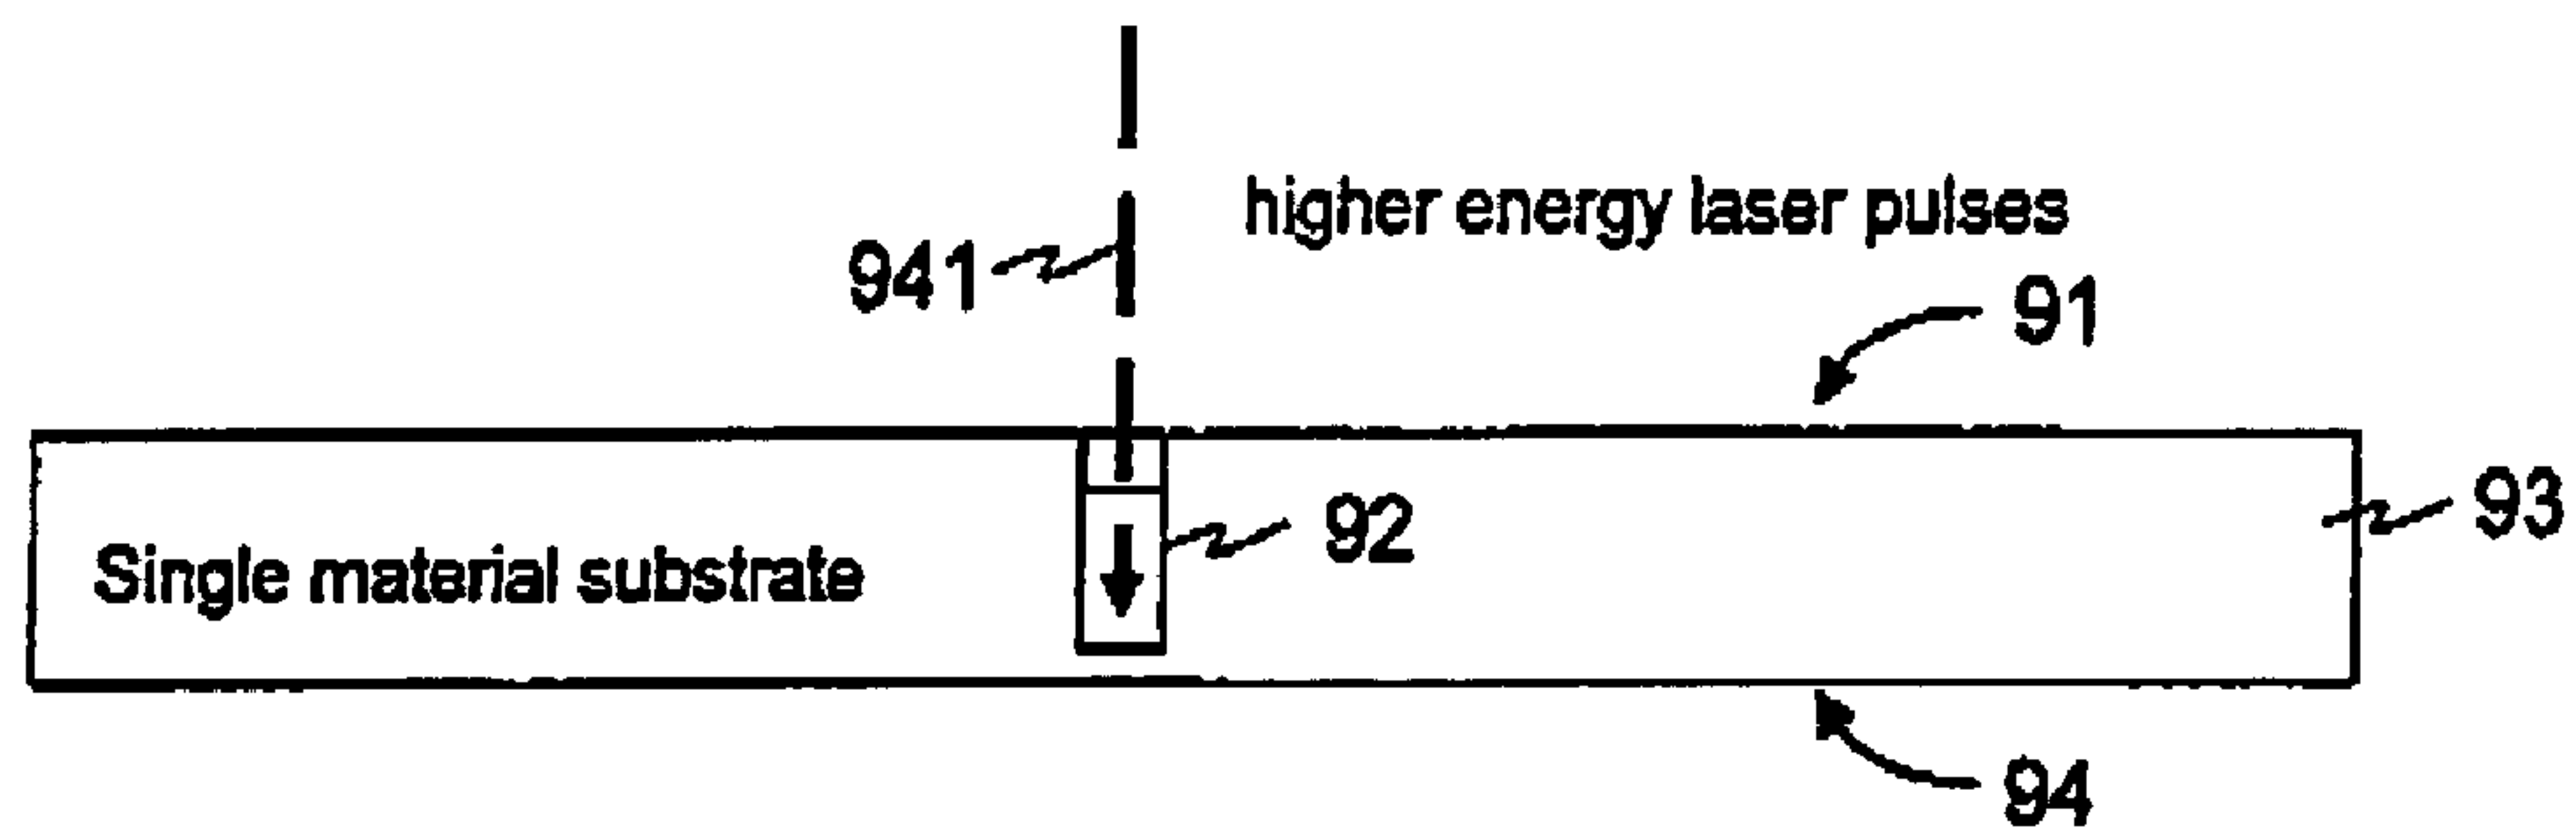 higher energy laser pulses
941
91
92
93
Single material substrate
94